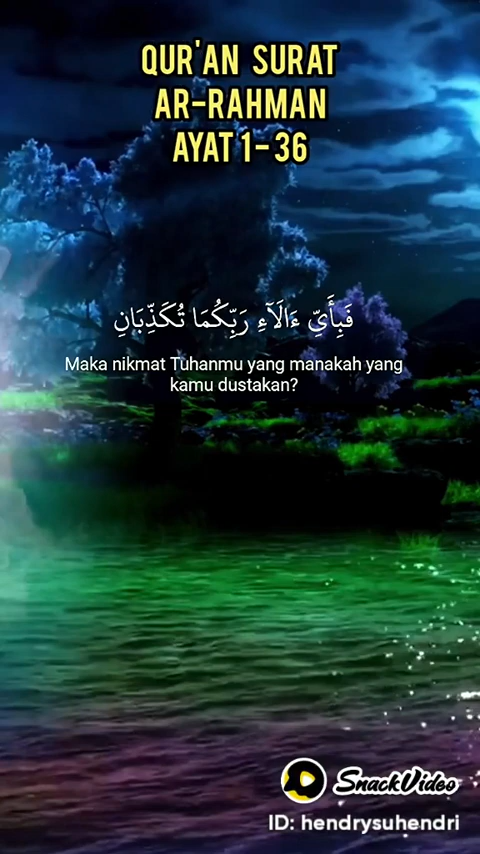 QUR'AN SURAT
AR-RAHMAN
AYAT 1-36
فَبِأَيِّ ءَالَآءِ رَبِّكُمَا تُكَذِّبَانِ
Maka nikmat Tuhanmu yang manakah yang
kamu dustakan?
SnackVideo
ID: hendrysuhendri